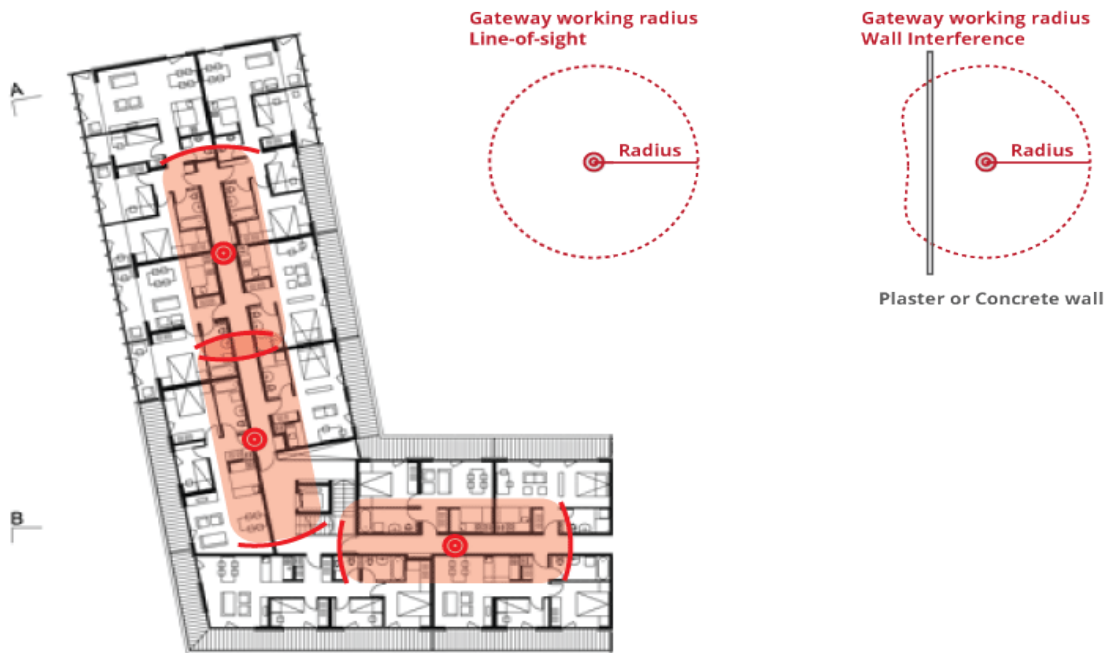 Gateway working radius
Line-of-sight
Radius
Gateway working radius
Wall Interference
Radius
Plaster or Concrete wall
A
B